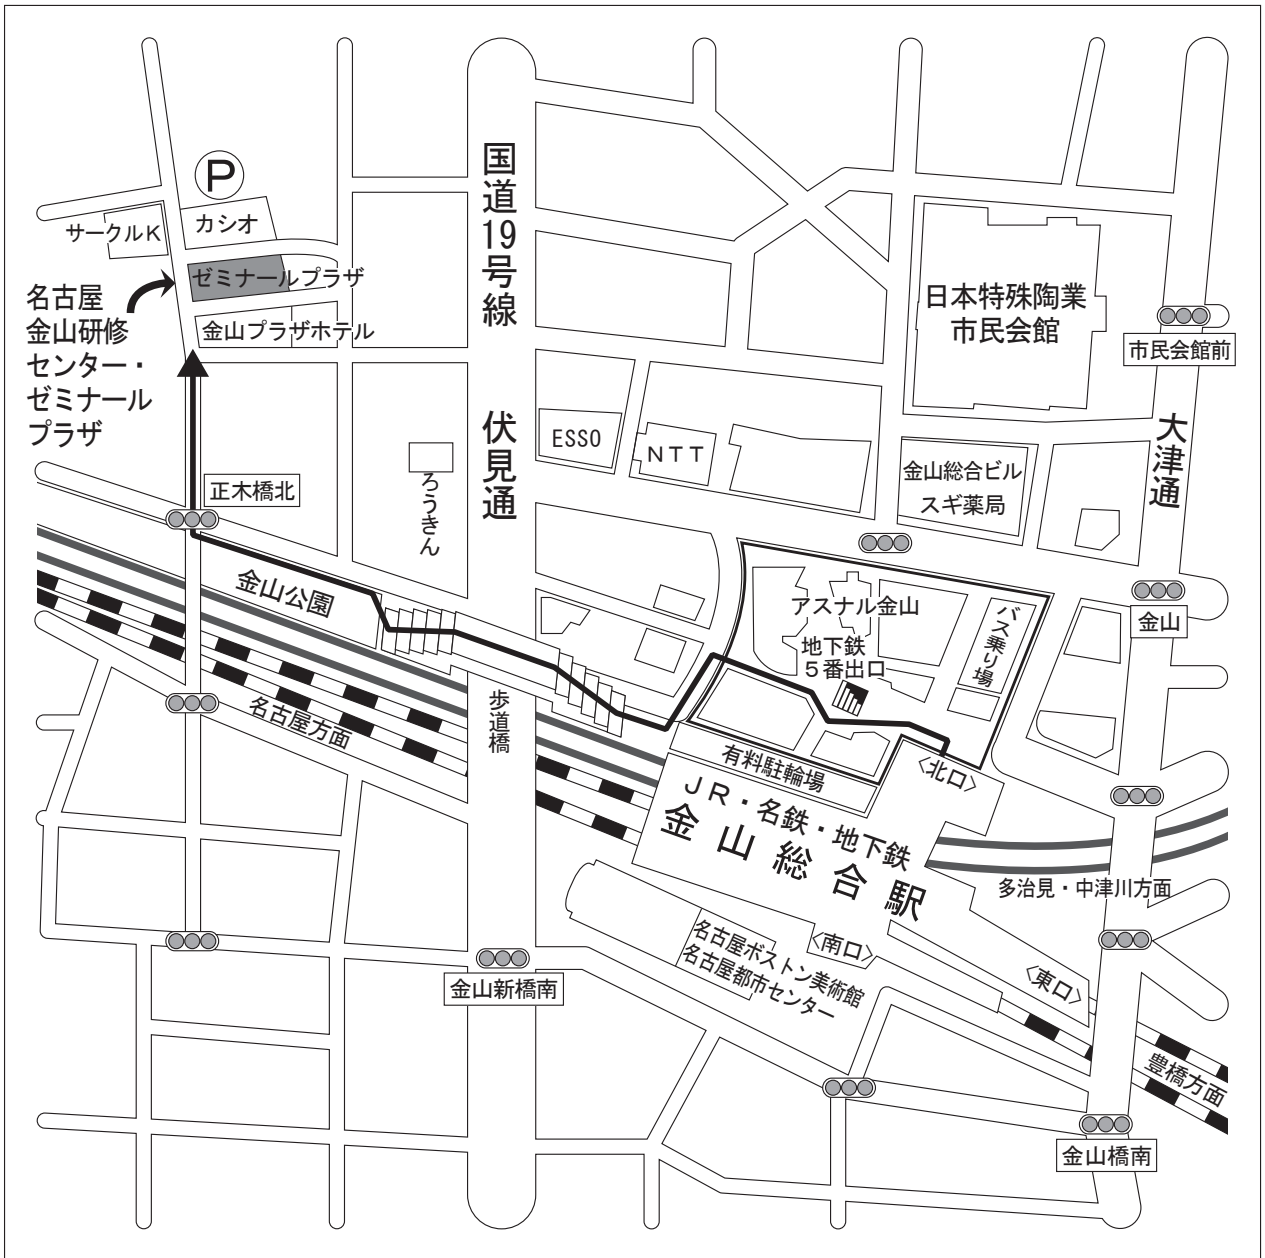 P
カシオ
サークルK
ゼミナールプラザ
名古屋
金山研修
センター・
ゼミナール
プラザ
金山プラザホテル
国道19号線
伏見通
日本特殊陶業
市民会館
市民会館前
大津通
ESSO
NTT
金山総合ビル
スギ薬局
ろうきん
正木橋北
金山公園
アスナル金山
地下鉄
5番出口
バス乗り場
金山
名古屋方面
歩道橋
有料駐輪場
〈北口〉
JR・名鉄・地下鉄
金山総合駅
多治見・中津川方面
〈南口〉
〈東口〉
名古屋ボストン美術館
名古屋都市センター
金山新橋南
豊橋方面
金山橋南